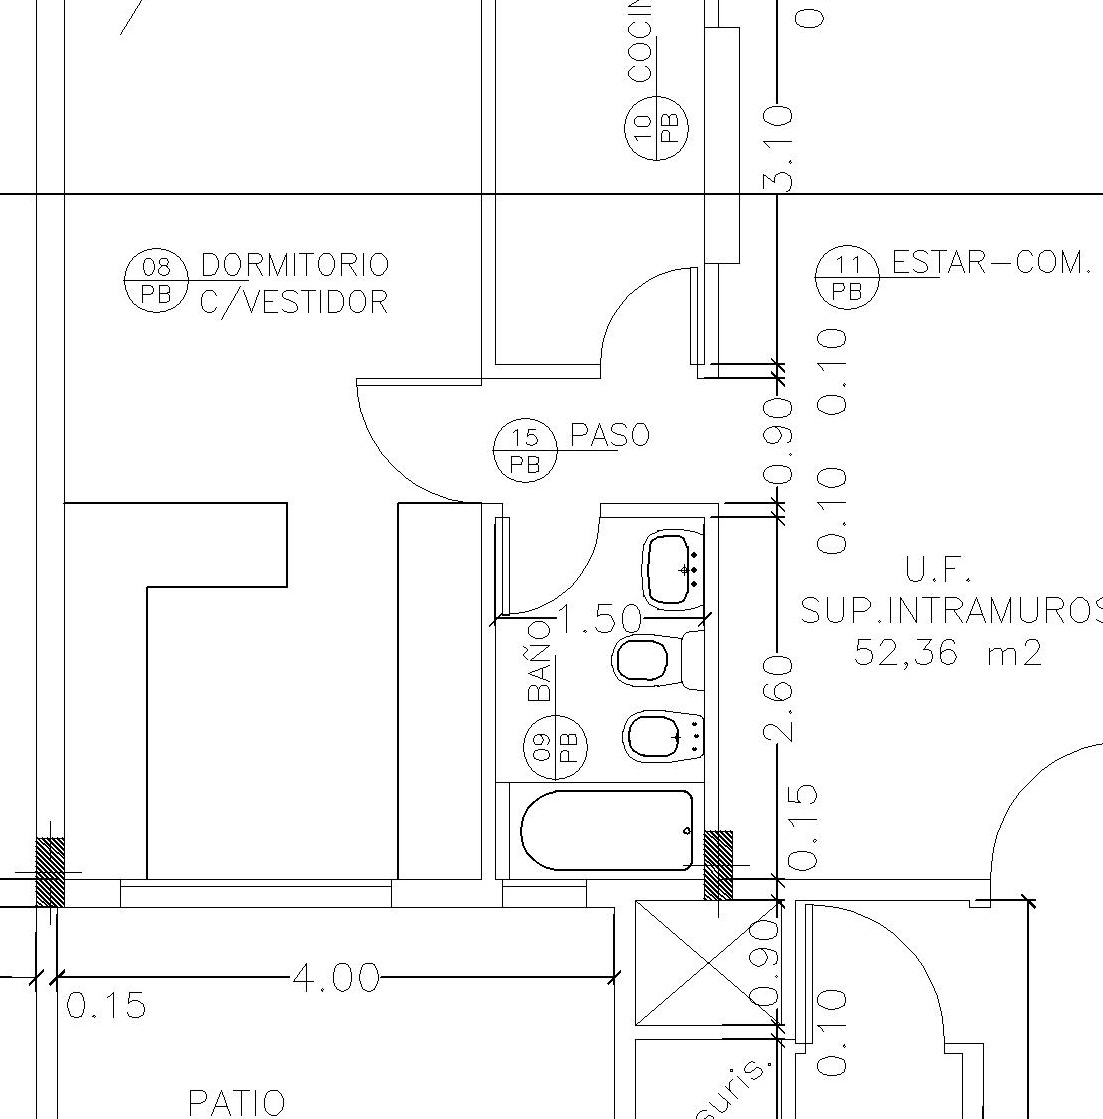 COCIN
10
PB
0
3.10
08
PB
DORMITORIO
C/VESTIDOR
11
PB
ESTAR-COM.
0.10
0.90
15
PB
PASO
0.10
U.F.
SUP.INTRAMUROS
52,36 m2
1.50
BAÑO
09
PB
2.60
0.15
4.00
0.15
0.90
0.10
suris.
PATIO